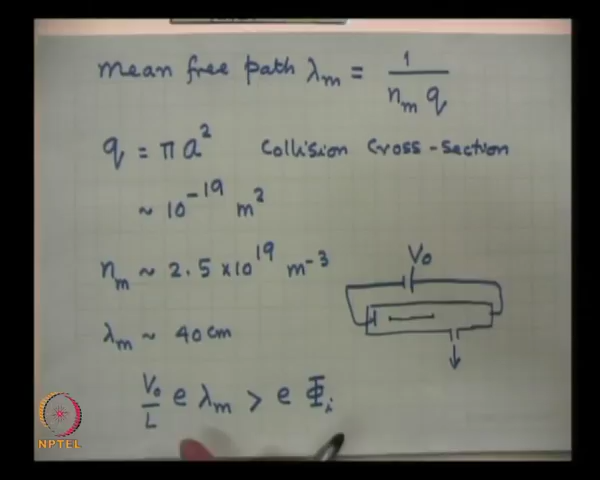 mean free path λm = 1 / nm q
q = πa² Collision Cross-Section
~ 10⁻¹⁹ m²
nm ~ 2.5 × 10¹⁹ m⁻³
V₀
λm ~ 40 cm
V₀/L e λm > e Φi
NPTEL